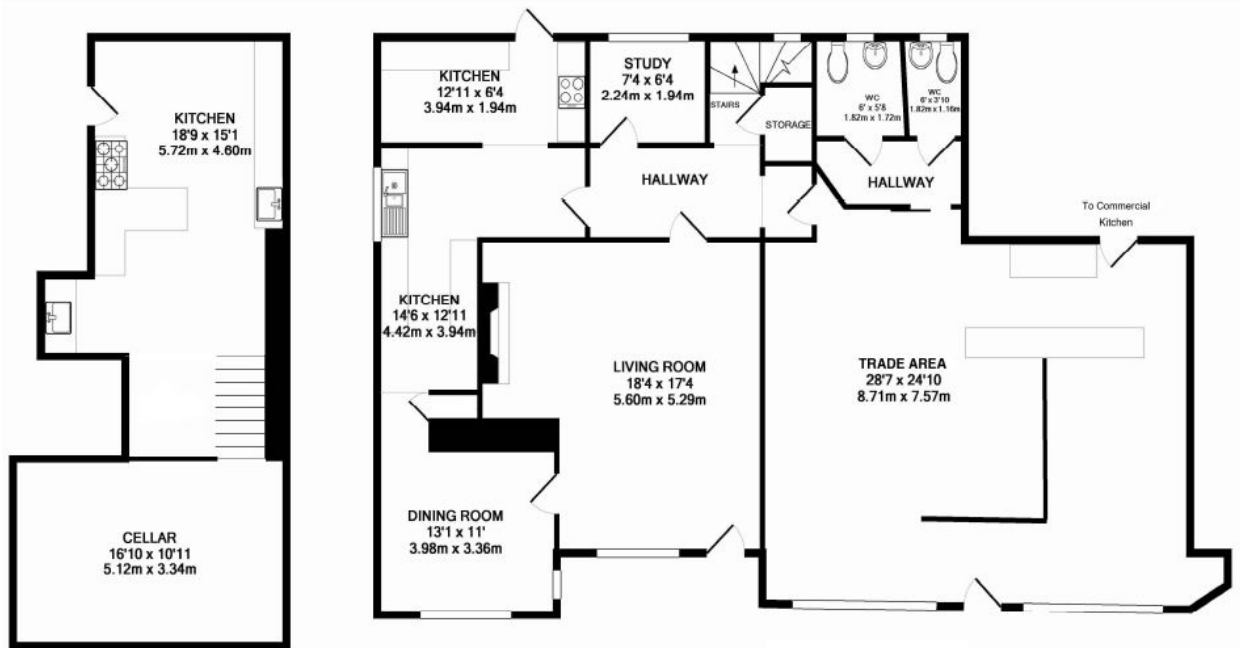 KITCHEN
18'9 x 15'1
5.72m x 4.60m
CELLAR
16'10 x 10'11
5.12m x 3.34m
KITCHEN
12'11 x 6'4
3.94m x 1.94m
STUDY
7'4 x 6'4
2.24m x 1.94m
STAIRS
STORAGE
WC
6' x 5'8
1.82m x 1.72m
WC
6' x 3'10
1.82m x 1.16m
HALLWAY
HALLWAY
To Commercial
Kitchen
KITCHEN
14'6 x 12'11
4.42m x 3.94m
LIVING ROOM
18'4 x 17'4
5.60m x 5.29m
TRADE AREA
28'7 x 24'10
8.71m x 7.57m
DINING ROOM
13'1 x 11'
3.98m x 3.36m